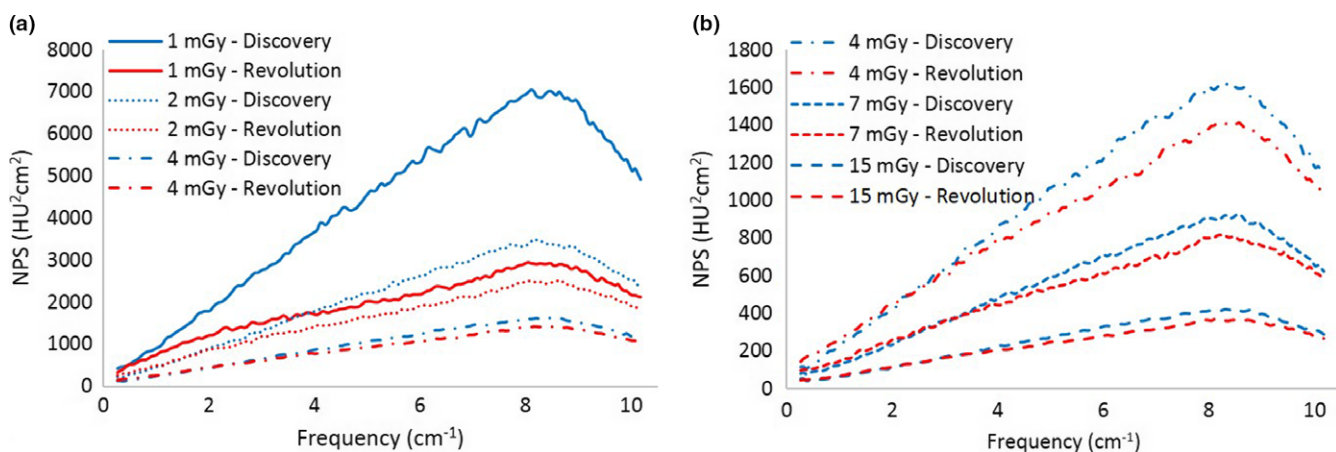 (a)
8000
7000
6000
5000
4000
3000
2000
1000
0
NPS (HU²cm²)
1 mGy - Discovery
1 mGy - Revolution
2 mGy - Discovery
2 mGy - Revolution
4 mGy - Discovery
4 mGy - Revolution
0 2 4 6 8 10
Frequency (cm⁻¹)
(b)
1800
1600
1400
1200
1000
800
600
400
200
0
NPS (HU²cm²)
4 mGy - Discovery
4 mGy - Revolution
7 mGy - Discovery
7 mGy - Revolution
15 mGy - Discovery
15 mGy - Revolution
0 2 4 6 8 10
Frequency (cm⁻¹)